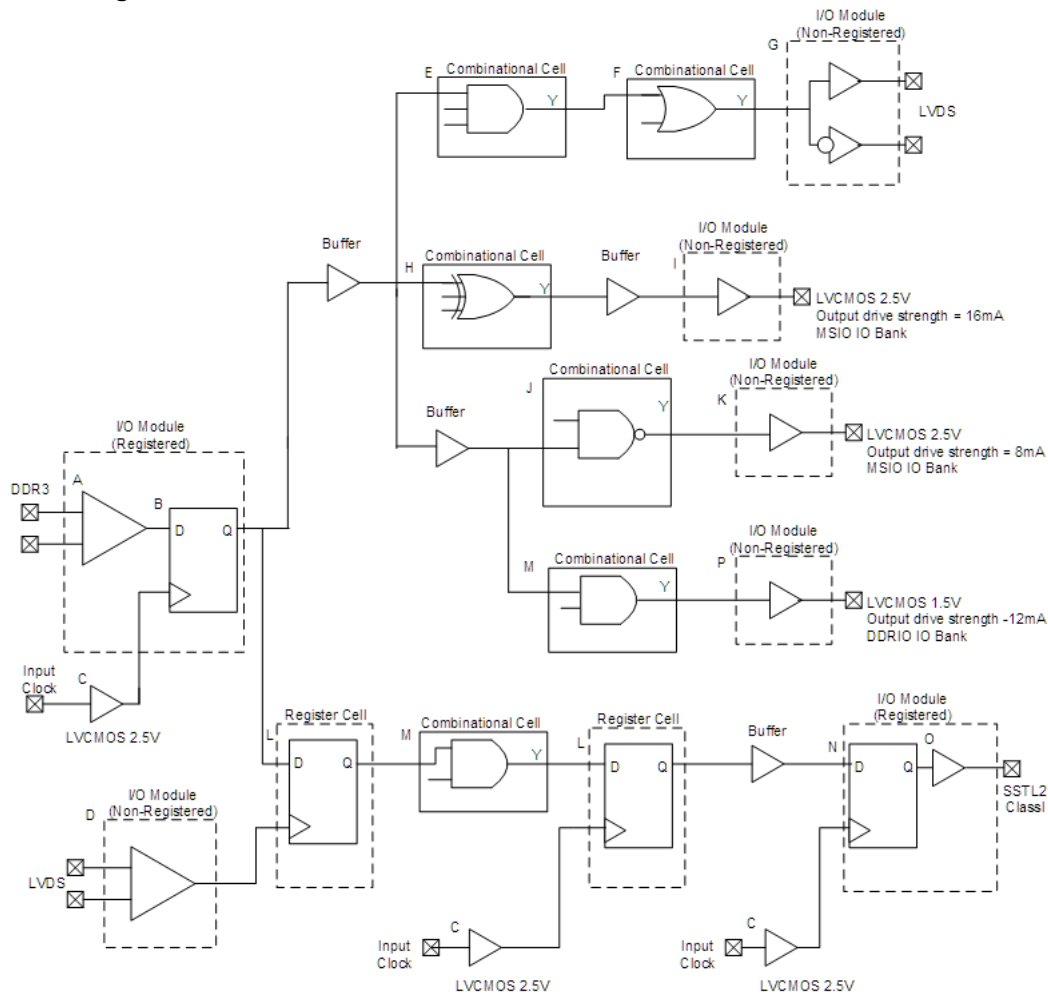 I/O Module
(Non-Registered)
G
E
Combinational Cell
Y
F
Combinational Cell
Y
LVDS
Buffer
H
Combinational Cell
Y
Buffer
I/O Module
(Non-Registered)
I
LVCMOS 2.5V
Output drive strength = 16mA
MSIO IO Bank
Buffer
Combinational Cell
J
Y
I/O Module
(Non-Registered)
K
LVCMOS 2.5V
Output drive strength = 8mA
MSIO IO Bank
I/O Module
(Registered)
DDR3
A
B
D
Q
Combinational Cell
M
Y
I/O Module
(Non-Registered)
P
LVCMOS 1.5V
Output drive strength -12mA
DDRIO IO Bank
Input
Clock
C
LVCMOS 2.5V
Register Cell
L
D
Q
Combinational Cell
M
Y
Register Cell
L
D
Q
Buffer
I/O Module
(Registered)
N
D
Q
O
SSTL2
ClassI
I/O Module
(Non-Registered)
D
LVDS
Input
Clock
C
LVCMOS 2.5V
Input
Clock
C
LVCMOS 2.5V